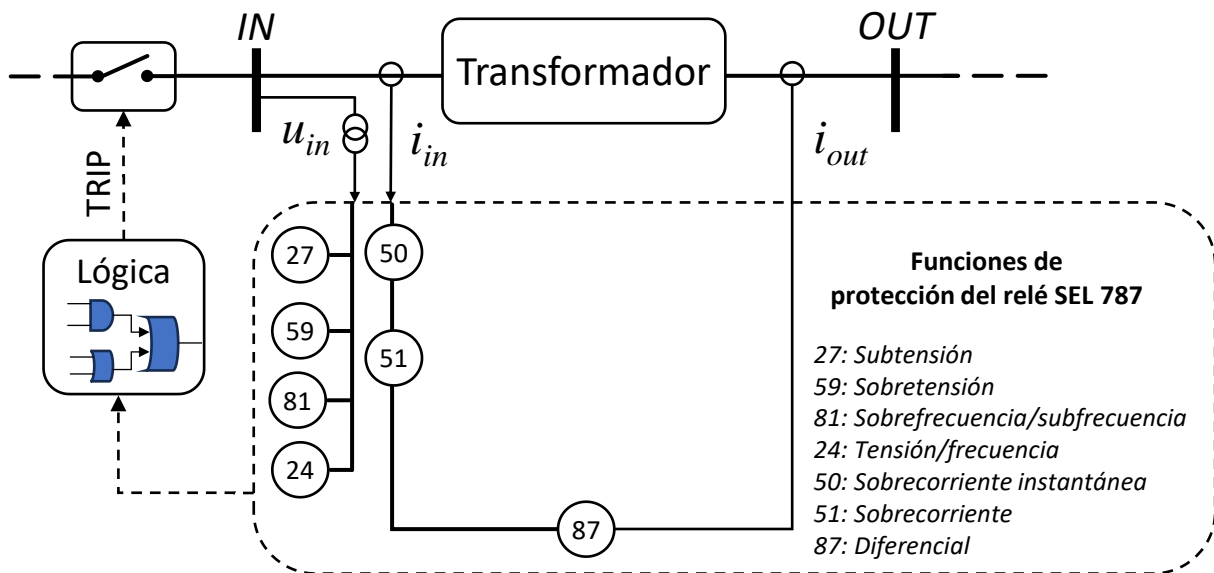 IN
OUT
Transformador
u_in
i_in
i_out
TRIP
Lógica
27
50
59
51
81
24
87
Funciones de
protección del relé SEL 787
27: Subtensión
59: Sobretensión
81: Sobrefrecuencia/subfrecuencia
24: Tensión/frecuencia
50: Sobrecorriente instantánea
51: Sobrecorriente
87: Diferencial